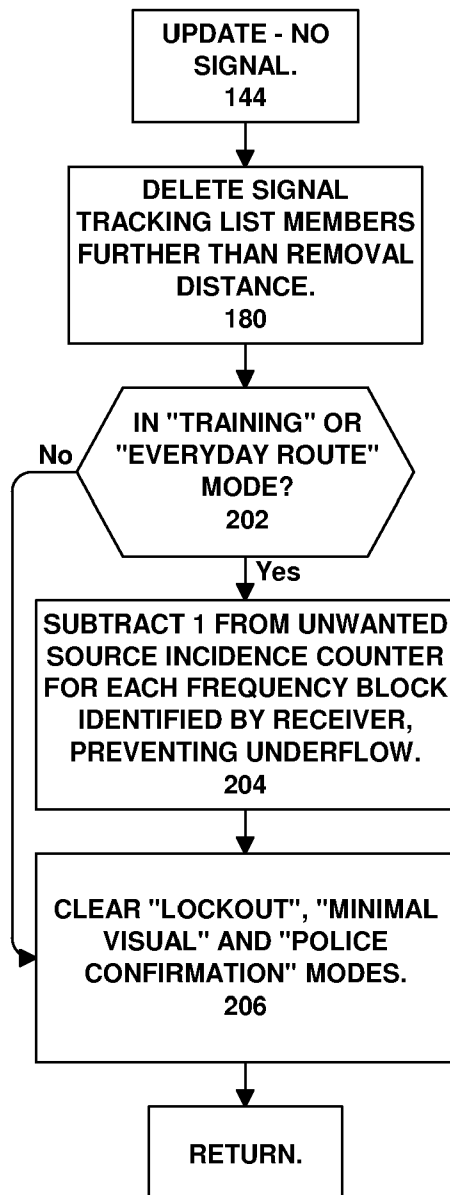 UPDATE - NO
SIGNAL.
144
DELETE SIGNAL
TRACKING LIST MEMBERS
FURTHER THAN REMOVAL
DISTANCE.
180
IN "TRAINING" OR
"EVERYDAY ROUTE"
MODE?
202
No
Yes
SUBTRACT 1 FROM UNWANTED
SOURCE INCIDENCE COUNTER
FOR EACH FREQUENCY BLOCK
IDENTIFIED BY RECEIVER,
PREVENTING UNDERFLOW.
204
CLEAR "LOCKOUT", "MINIMAL
VISUAL" AND "POLICE
CONFIRMATION" MODES.
206
RETURN.